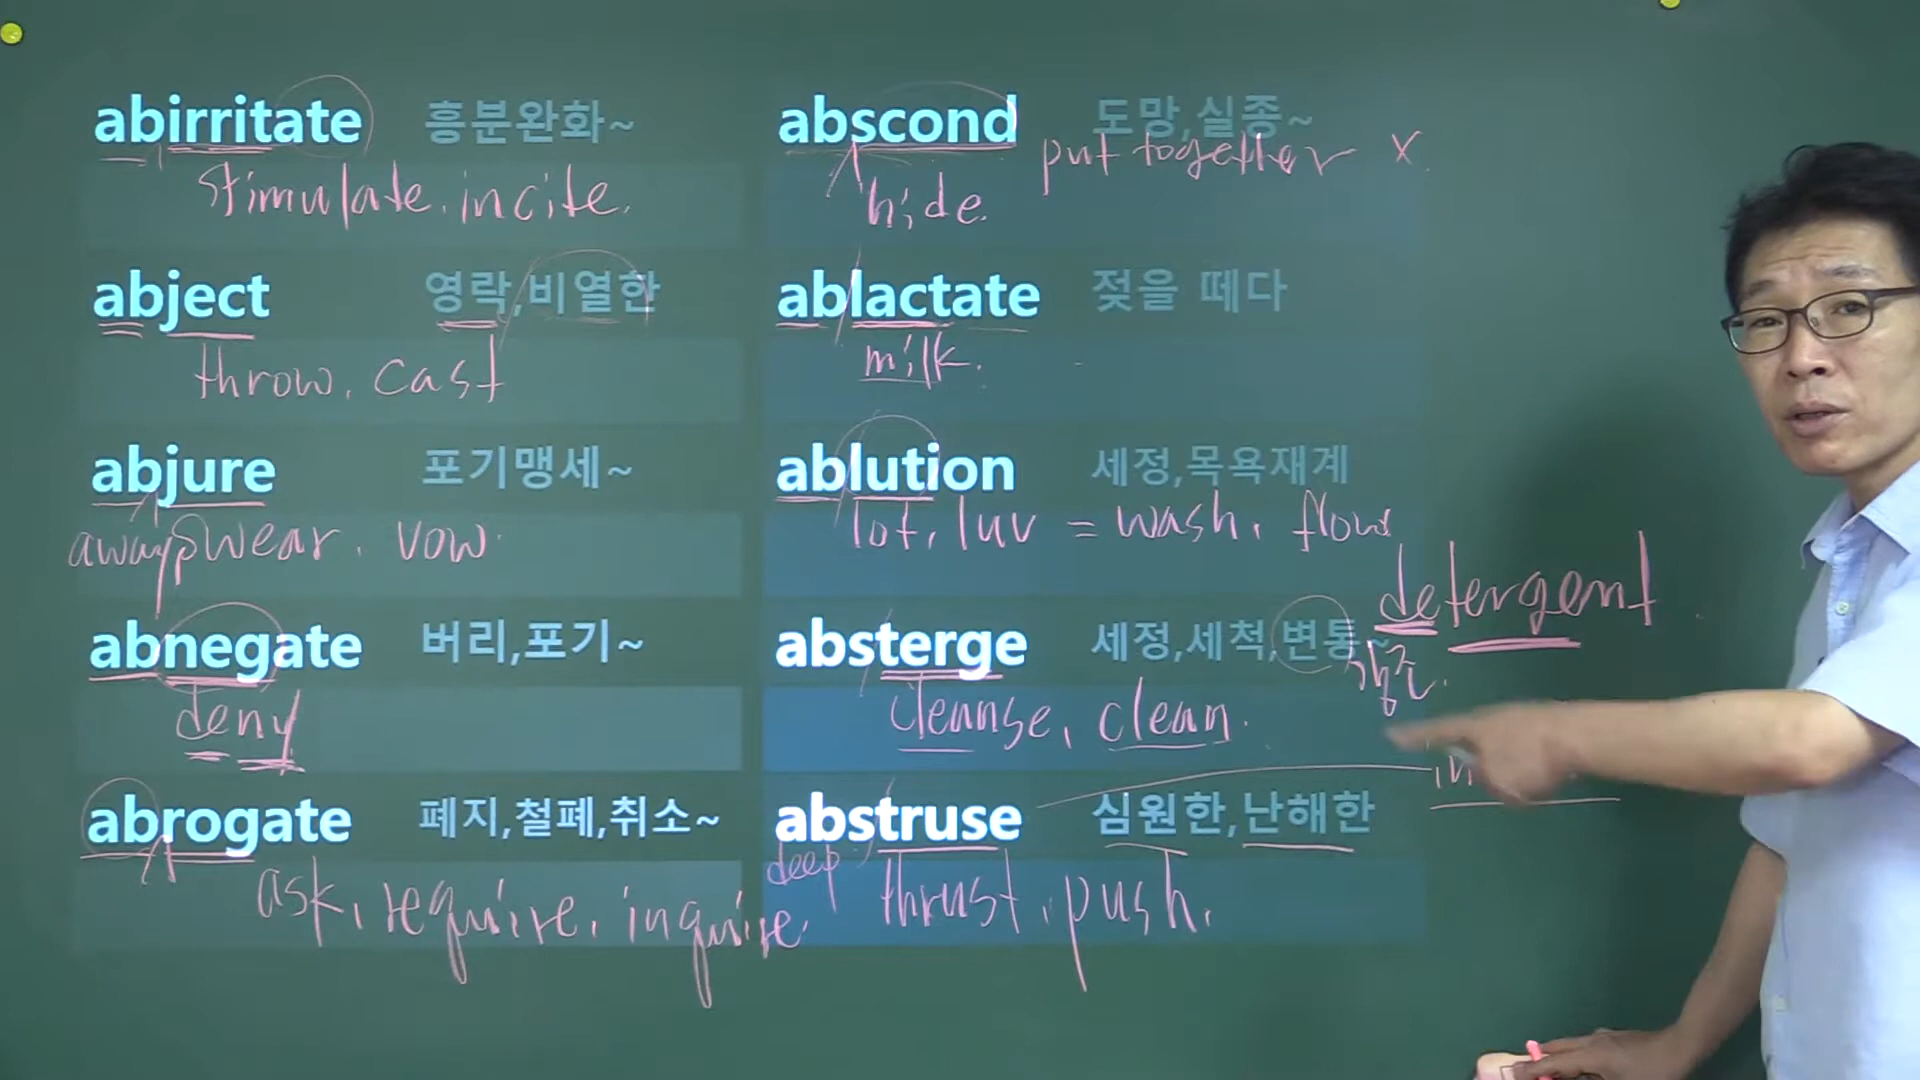 abirritate 흥분완화~
stimulate. incite.
abject 영락,비열한
throw. cast
abjure 포기맹세~
away swear. vow.
abnegate 버리,포기~
deny
abrogate 폐지,철폐,취소~
ask, require, inquire.
abscond 도망,실종~
put together x
hide.
ablactate 젖을 떼다
milk.
ablution 세정,목욕재계
lot, luv = wash, flow
absterge 세정,세척,변통~
detergent
강조.
cleanse, clean.
abstruse 심원한,난해한
deep
thrust, push.